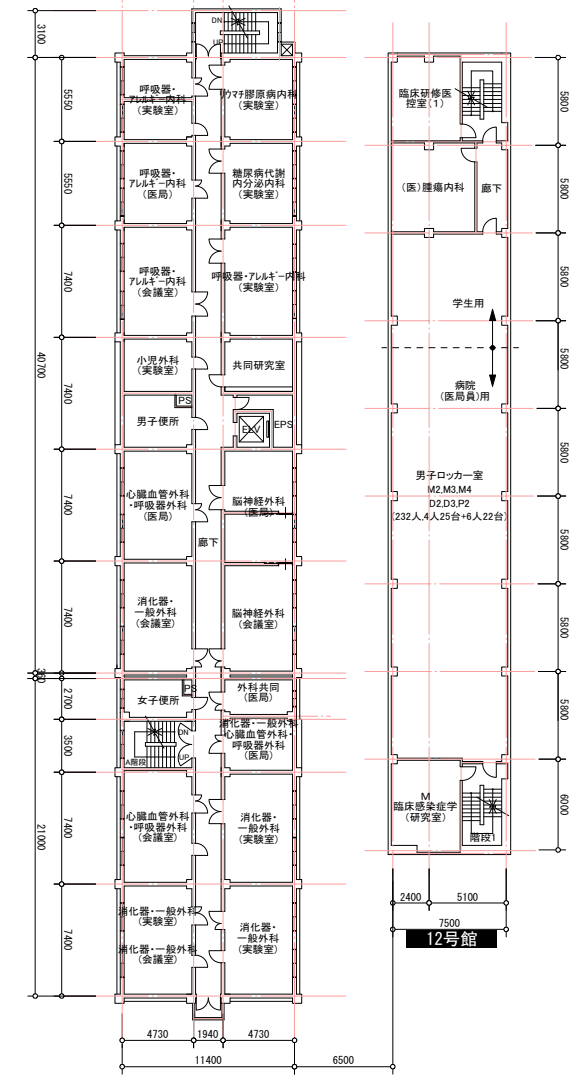 3100
5550
5550
7400
40700
7400
7400
7400
2700
3500
21000
7400
7400
DN
UP
呼吸器・
アレルギー内科
(実験室)
リウマチ膠原病内科
(実験室)
呼吸器・
アレルギー内科
(医局)
糖尿病代謝
内分泌内科
(実験室)
呼吸器・
アレルギー内科
(会議室)
呼吸器・アレルギー内科
(実験室)
小児外科
(実験室)
共同研究室
PS
男子便所
ELV
EPS
心臓血管外科
・呼吸器外科
(医局)
脳神経外科
(医局)
廊下
消化器・
一般外科
(会議室)
脳神経外科
(会議室)
PS
女子便所
外科共同
(医局)
DN
UP
A階段
消化器・一般外科
心臓血管外科・
呼吸器外科
(医局)
心臓血管外科
・呼吸器外科
(会議室)
消化器・
一般外科
(実験室)
消化器・一般外科
(実験室)
消化器・一般外科
(会議室)
消化器・
一般外科
(実験室)
4730
1940
4730
11400
6500
臨床研修医
控室(1)
(医)腫瘍内科
廊下
学生用
病院
(医局員)用
男子ロッカー室
M2,M3,M4
D2,D3,P2
(232人,4人25台+6人22台)
M
臨床感染症学
(研究室)
階段1
5800
5800
5800
5800
5800
5800
5800
5800
6000
2400
5100
7500
12号館